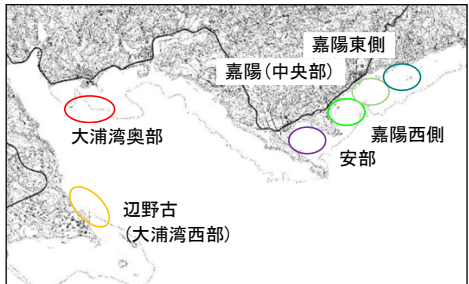 嘉陽東側
嘉陽(中央部)
大浦湾奥部
嘉陽西側
安部
辺野古
(大浦湾西部)